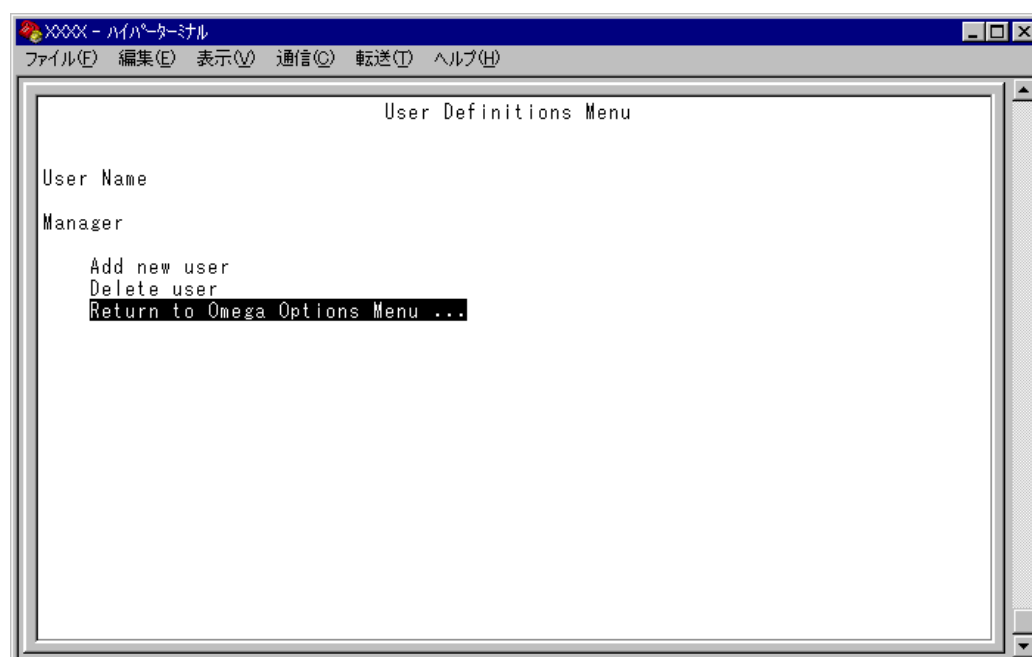 XXXX - ﾊｲﾊﾟｰﾀｰﾐﾅﾙ
ファイル(F) 編集(E) 表示(V) 通信(C) 転送(T) ヘルプ(H)
User Definitions Menu
User Name
Manager
Add new user
Delete user
Return to Omega Options Menu ...